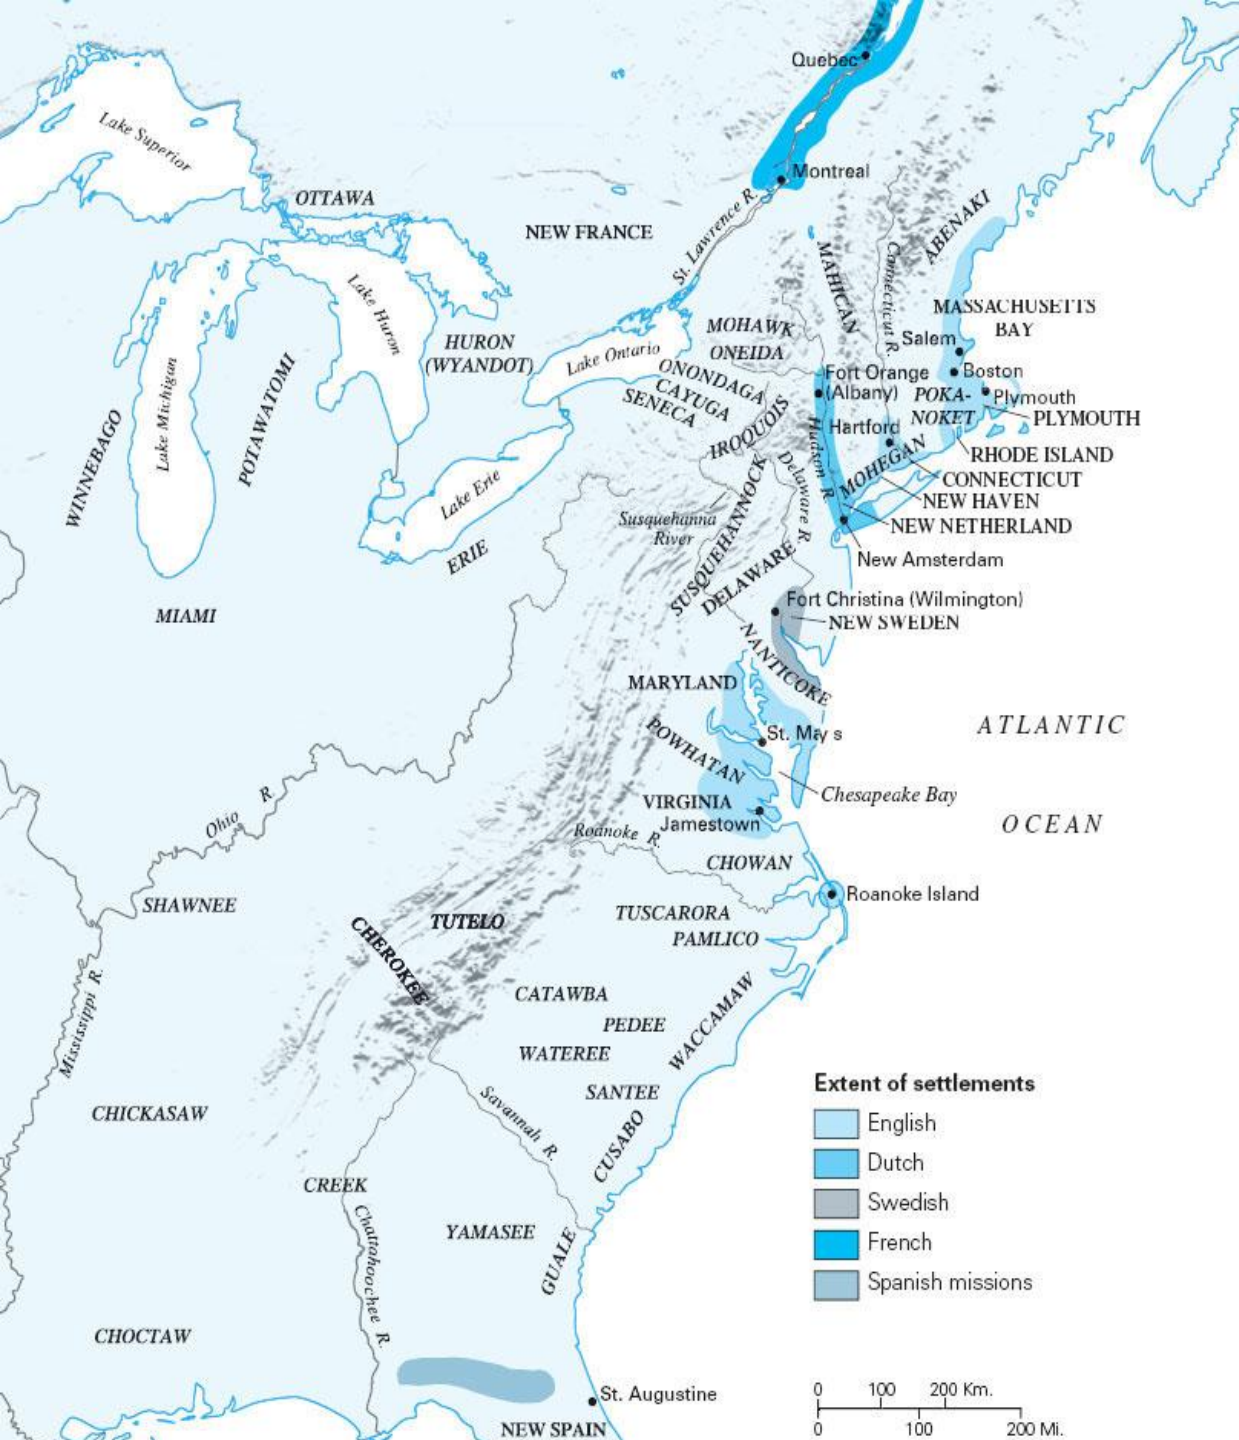 Quebec
Lake Superior
Montreal
OTTAWA
ABENAKI
NEW FRANCE
St. Lawrence R.
MAHICAN
Connecticut R.
Lake Huron
MASSACHUSETTS
BAY
HURON
(WYANDOT)
MOHAWK
ONEIDA
Salem
Lake Ontario
Lake Michigan
POTAWATOMI
WINNEBAGO
ONONDAGA
CAYUGA
SENECA
IROQUOIS
Fort Orange
(Albany)
Boston
POKA-
NOKET
Plymouth
PLYMOUTH
Hartford
Hudson R.
RHODE ISLAND
MOHEGAN
CONNECTICUT
NEW HAVEN
NEW NETHERLAND
New Amsterdam
Lake Erie
ERIE
Susquehanna
River
SUSQUEHANNOCK
Delaware R.
DELAWARE
MIAMI
Fort Christina (Wilmington)
NEW SWEDEN
NANTICOKE
MARYLAND
St. May s
POWHATAN
ATLANTIC
OCEAN
Chesapeake Bay
VIRGINIA
Jamestown
Ohio R
Roanoke R.
CHOWAN
Roanoke Island
SHAWNEE
TUTELO
CHEROKEE
TUSCARORA
PAMLICO
Mississippi R.
CATAWBA
PEDEE
WACCAMAW
WATEREE
SANTEE
CHICKASAW
Savannah R.
CUSABO
CREEK
Chattahoochee R.
YAMASEE
GUALE
CHOCTAW
St. Augustine
NEW SPAIN
Extent of settlements
English
Dutch
Swedish
French
Spanish missions
0 100 200 Km.
0 100 200 Mi.